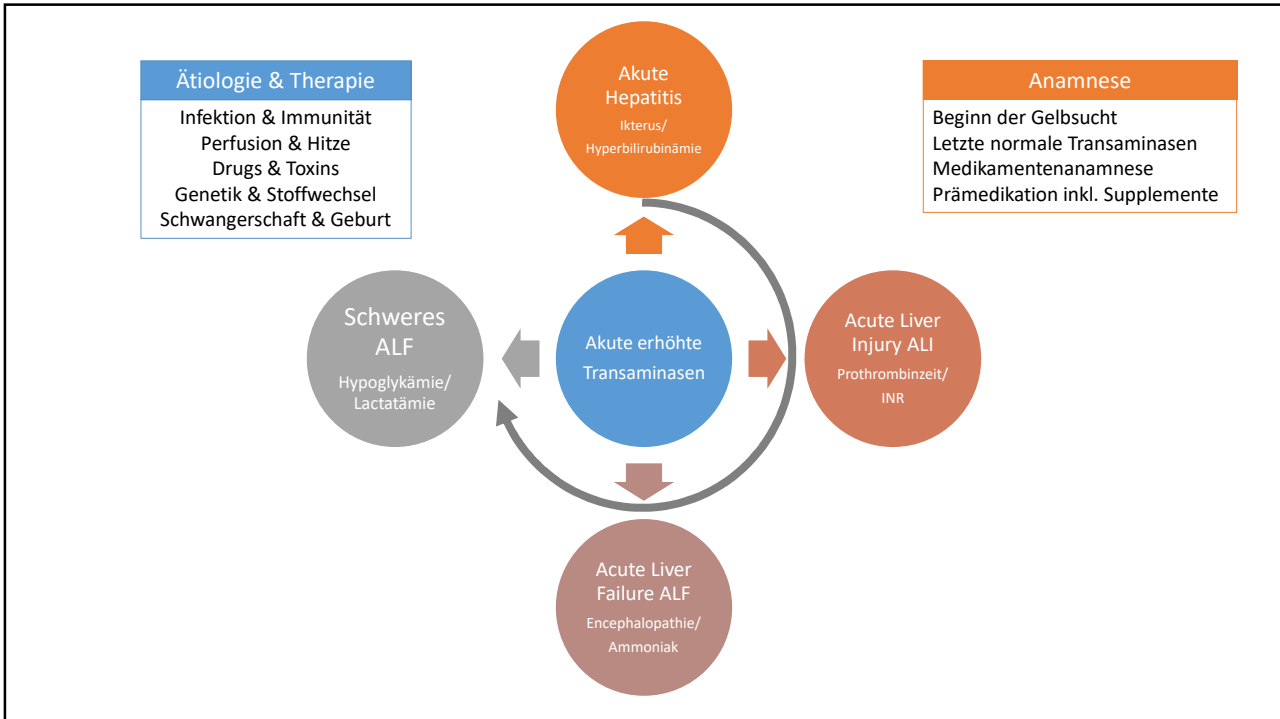 Ätiologie & Therapie
Infektion & Immunität
Perfusion & Hitze
Drugs & Toxins
Genetik & Stoffwechsel
Schwangerschaft & Geburt
Akute
Hepatitis
Ikterus/
Hyperbilirubinämie
Anamnese
Beginn der Gelbsucht
Letzte normale Transaminasen
Medikamentenanamnese
Prämedikation inkl. Supplemente
Schweres
ALF
Hypoglykämie/
Lactatämie
Akute erhöhte
Transaminasen
Acute Liver
Injury ALI
Prothrombinzeit/
INR
Acute Liver
Failure ALF
Encephalopathie/
Ammoniak